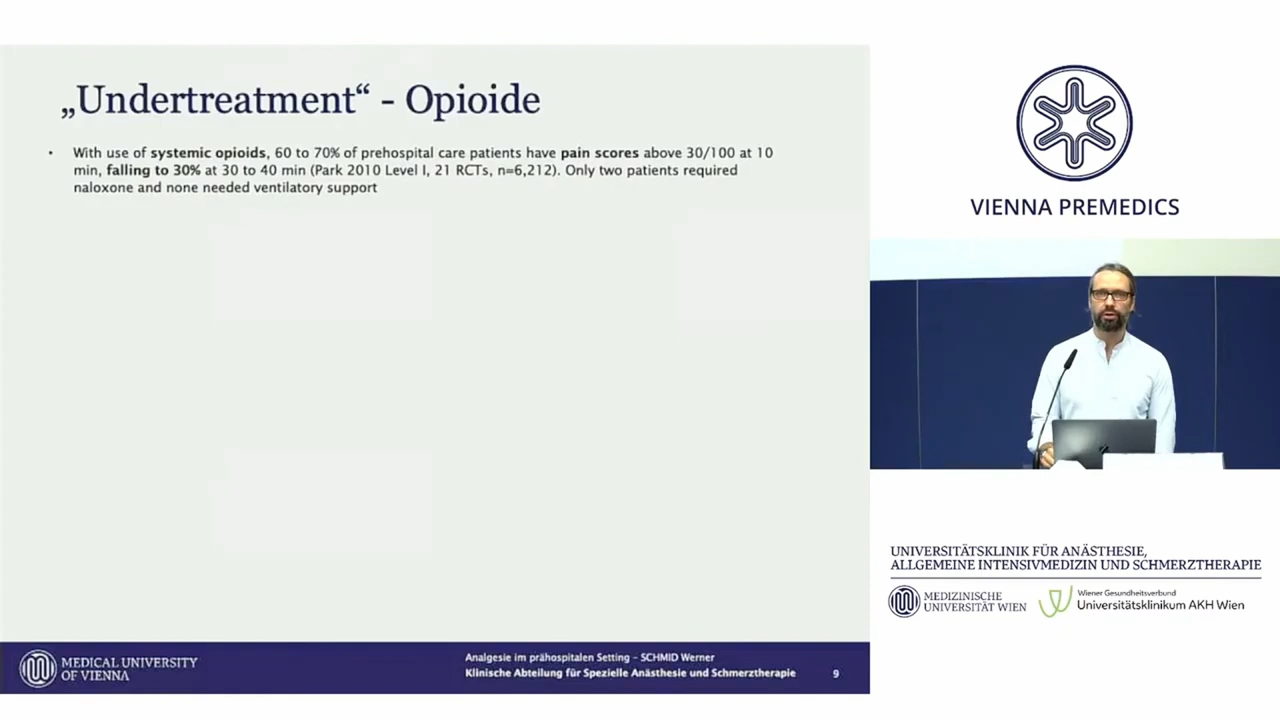 „Undertreatment“ - Opioide
• With use of systemic opioids, 60 to 70% of prehospital care patients have pain scores above 30/100 at 10
min, falling to 30% at 30 to 40 min (Park 2010 Level I, 21 RCTs, n=6,212). Only two patients required
naloxone and none needed ventilatory support
MEDICAL UNIVERSITY
OF VIENNA
Analgesie im prähospitalen Setting – SCHMID Werner
Klinische Abteilung für Spezielle Anästhesie und Schmerztherapie
9
VIENNA PREMEDICS
UNIVERSITÄTSKLINIK FÜR ANÄSTHESIE,
ALLGEMEINE INTENSIVMEDIZIN UND SCHMERZTHERAPIE
MEDIZINISCHE
UNIVERSITÄT WIEN
Wiener Gesundheitsverbund
Universitätsklinikum AKH Wien